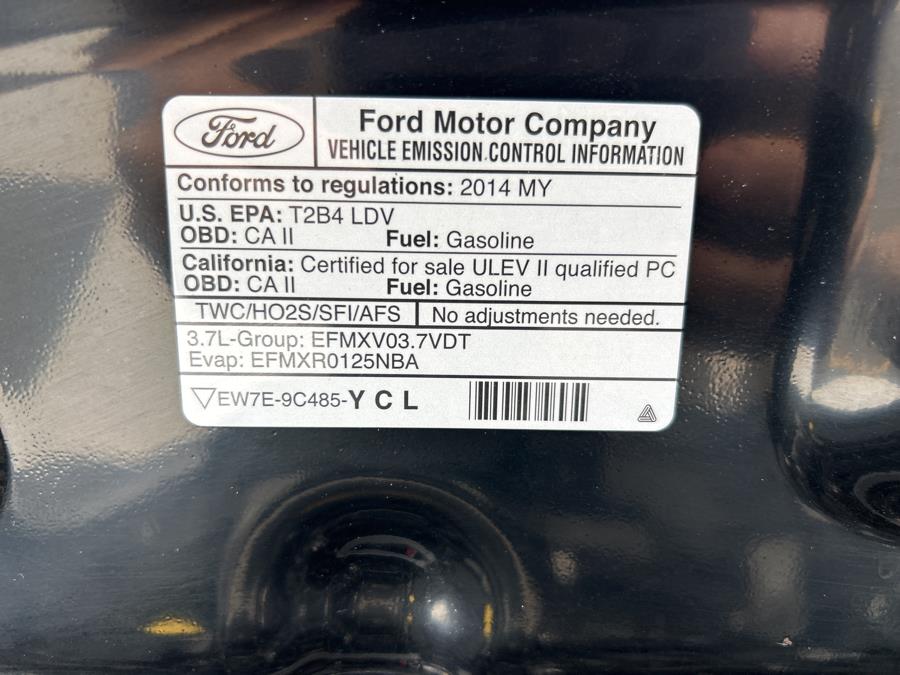 Ford
Ford Motor Company
VEHICLE EMISSION CONTROL INFORMATION
Conforms to regulations: 2014 MY
U.S. EPA: T2B4 LDV
OBD: CA II Fuel: Gasoline
California: Certified for sale ULEV II qualified PC
OBD: CA II Fuel: Gasoline
TWC/HO2S/SFI/AFS No adjustments needed.
3.7L-Group: EFMXV03.7VDT
Evap: EFMXR0125NBA
EW7E-9C485-Y C L